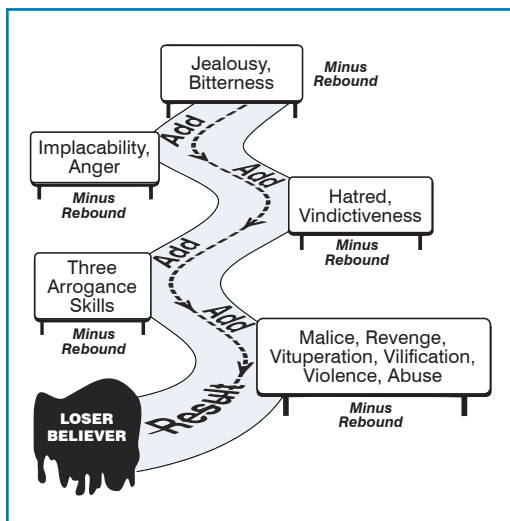 Jealousy,
Bitterness
Minus
Rebound
Add
Implacability,
Anger
Minus
Rebound
Add
Hatred,
Vindictiveness
Minus
Rebound
Add
Three
Arrogance
Skills
Minus
Rebound
Add
Malice, Revenge,
Vituperation, Vilification,
Violence, Abuse
Minus
Rebound
Result
LOSER
BELIEVER